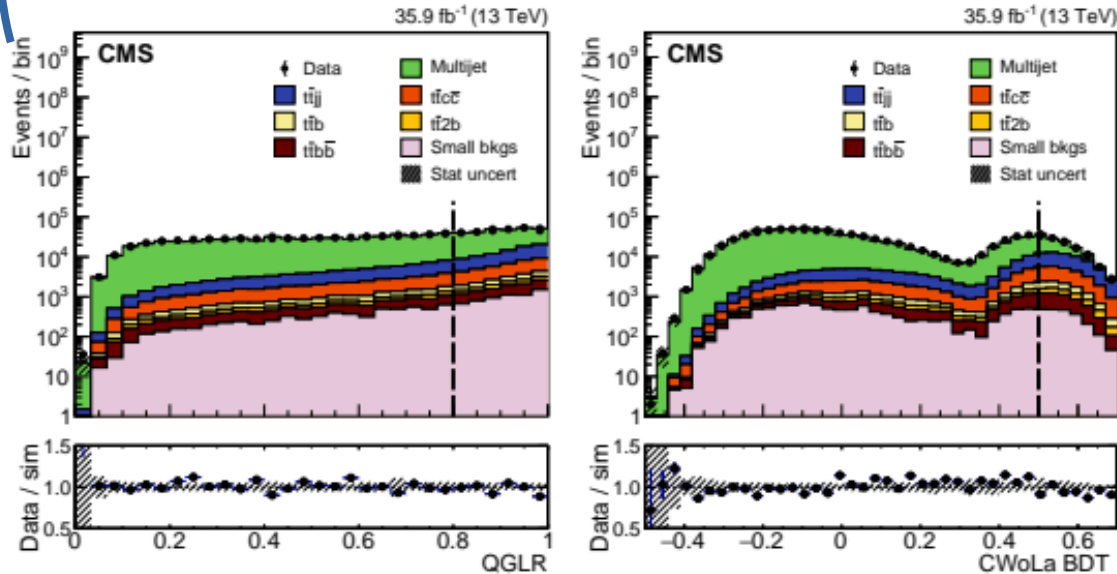 35.9 fb⁻¹ (13 TeV)
CMS
Data
Multijet
tt̄jj
tt̄cc̄
tt̄b
tt̄2b
tt̄bb̄
Small bkgs
Stat uncert
Events / bin
10⁹
10⁸
10⁷
10⁶
10⁵
10⁴
10³
10²
10
1
Data / sim
1.5
1.0
0.5
0 0.2 0.4 0.6 0.8 1
QGLR
35.9 fb⁻¹ (13 TeV)
CMS
Data
Multijet
tt̄jj
tt̄cc̄
tt̄b
tt̄2b
tt̄bb̄
Small bkgs
Stat uncert
Events / bin
10⁹
10⁸
10⁷
10⁶
10⁵
10⁴
10³
10²
10
1
Data / sim
1.5
1.0
0.5
−0.4 −0.2 0 0.2 0.4 0.6
CWoLa BDT